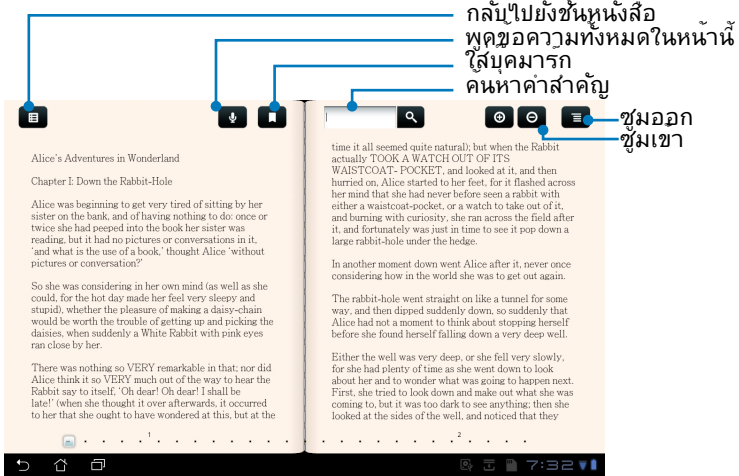 กลับไปยังชั้นหนังสือ
พูดข้อความทั้งหมดในหน้านี้
ใส่บุคมาร์ก
ค้นหาคำสำคัญ
ซูมออก
ซูมเข้า
Alice's Adventures in Wonderland
Chapter I: Down the Rabbit-Hole
Alice was beginning to get very tired of sitting by her
sister on the bank, and of having nothing to do: once or
twice she had peeped into the book her sister was
reading, but it had no pictures or conversations in it,
'and what is the use of a book,' thought Alice 'without
pictures or conversation?'
So she was considering in her own mind (as well as she
could, for the hot day made her feel very sleepy and
stupid), whether the pleasure of making a daisy-chain
would be worth the trouble of getting up and picking the
daisies, when suddenly a White Rabbit with pink eyes
ran close by her.
There was nothing so VERY remarkable in that; nor did
Alice think it so VERY much out of the way to hear the
Rabbit say to itself, 'Oh dear! Oh dear! I shall be
late!' (when she thought it over afterwards, it occurred
to her that she ought to have wondered at this, but at the
1
time it all seemed quite natural); but when the Rabbit
actually TOOK A WATCH OUT OF ITS
WAISTCOAT- POCKET, and looked at it, and then
hurried on, Alice started to her feet, for it flashed across
her mind that she had never before seen a rabbit with
either a waistcoat-pocket, or a watch to take out of it,
and burning with curiosity, she ran across the field after
it, and fortunately was just in time to see it pop down a
large rabbit-hole under the hedge.
In another moment down went Alice after it, never once
considering how in the world she was to get out again.
The rabbit-hole went straight on like a tunnel for some
way, and then dipped suddenly down, so suddenly that
Alice had not a moment to think about stopping herself
before she found herself falling down a very deep well.
Either the well was very deep, or she fell very slowly,
for she had plenty of time as she went down to look
about her and to wonder what was going to happen next.
First, she tried to look down and make out what she was
coming to, but it was too dark to see anything; then she
looked at the sides of the well, and noticed that they
2
7:32